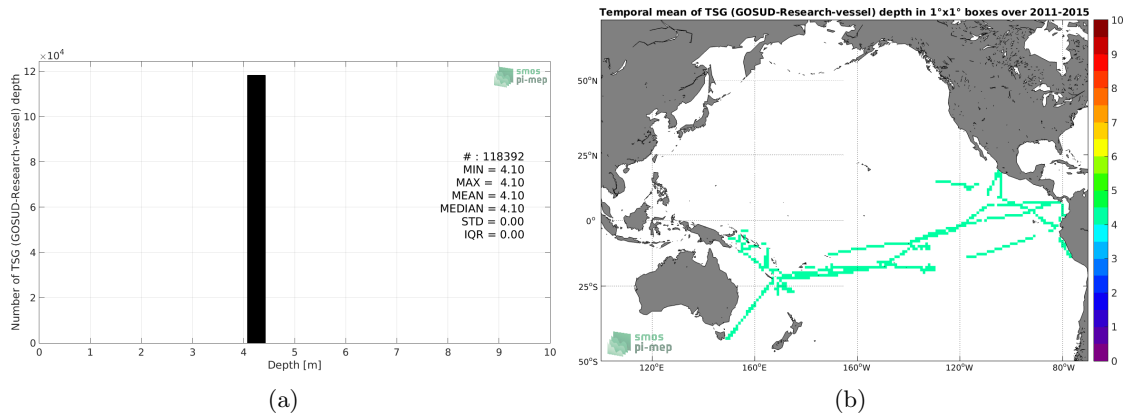 ×10⁴
12
10
8
6
4
2
0
Number of TSG (GOSUD-Research-vessel) depth
smos
pi-mep
# : 118392
MIN = 4.10
MAX = 4.10
MEAN = 4.10
MEDIAN = 4.10
STD = 0.00
IQR = 0.00
0 1 2 3 4 5 6 7 8 9 10
Depth [m]
(a)
Temporal mean of TSG (GOSUD-Research-vessel) depth in 1°x1° boxes over 2011-2015
50°N
25°N
0°
25°S
50°S
smos
pi-mep
120°E 160°E 160°W 120°W 80°W
10
9
8
7
6
5
4
3
2
1
0
(b)